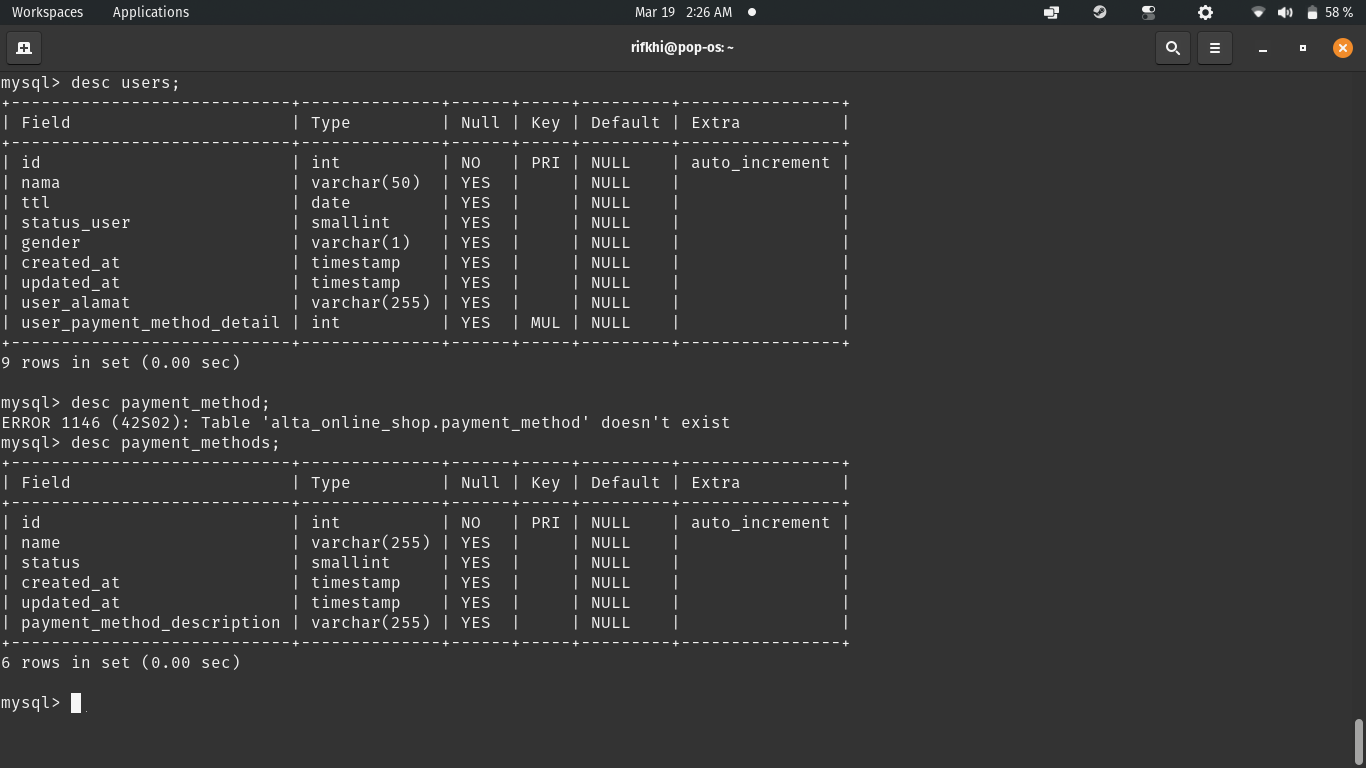 Workspaces Applications Mar 19 2:26 AM 58 %
rifkhi@pop-os: ~
mysql> desc users;
+----------------------------+--------------+------+-----+---------+----------------+
| Field                      | Type         | Null | Key | Default | Extra          |
+----------------------------+--------------+------+-----+---------+----------------+
| id                         | int          | NO   | PRI | NULL    | auto_increment |
| nama                       | varchar(50)  | YES  |     | NULL    |                |
| ttl                        | date         | YES  |     | NULL    |                |
| status_user                | smallint     | YES  |     | NULL    |                |
| gender                     | varchar(1)   | YES  |     | NULL    |                |
| created_at                 | timestamp    | YES  |     | NULL    |                |
| updated_at                 | timestamp    | YES  |     | NULL    |                |
| user_alamat                | varchar(255) | YES  |     | NULL    |                |
| user_payment_method_detail | int          | YES  | MUL | NULL    |                |
+----------------------------+--------------+------+-----+---------+----------------+
9 rows in set (0.00 sec)
mysql> desc payment_method;
ERROR 1146 (42S02): Table 'alta_online_shop.payment_method' doesn't exist
mysql> desc payment_methods;
+----------------------------+--------------+------+-----+---------+----------------+
| Field                      | Type         | Null | Key | Default | Extra          |
+----------------------------+--------------+------+-----+---------+----------------+
| id                         | int          | NO   | PRI | NULL    | auto_increment |
| name                       | varchar(255) | YES  |     | NULL    |                |
| status                     | smallint     | YES  |     | NULL    |                |
| created_at                 | timestamp    | YES  |     | NULL    |                |
| updated_at                 | timestamp    | YES  |     | NULL    |                |
| payment_method_description | varchar(255) | YES  |     | NULL    |                |
+----------------------------+--------------+------+-----+---------+----------------+
6 rows in set (0.00 sec)
mysql>